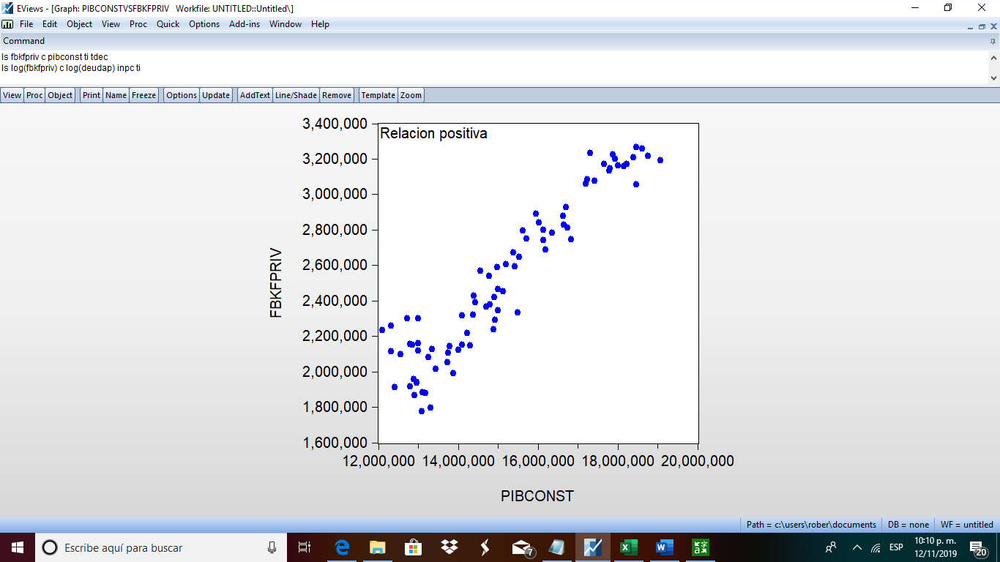 EViews - [Graph: PIBCONSTVSFBKFPRIV   Workfile: UNTITLED::Untitled\]
File Edit Object View Proc Quick Options Add-ins Window Help
Command
ls fbkfpriv c pibconst ti tdec
ls log(fbkfpriv) c log(deudap) inpc ti
View Proc Object Print Name Freeze Options Update AddText Line/Shade Remove Template Zoom
Relacion positiva
3,400,000
3,200,000
3,000,000
2,800,000
2,600,000
2,400,000
2,200,000
2,000,000
1,800,000
1,600,000
FBKFPRIV
12,000,000 14,000,000 16,000,000 18,000,000 20,000,000
PIBCONST
Path = c:\users\rober\documents DB = none WF = untitled
Escribe aquí para buscar
7
ESP
10:10 p. m.
12/11/2019
20